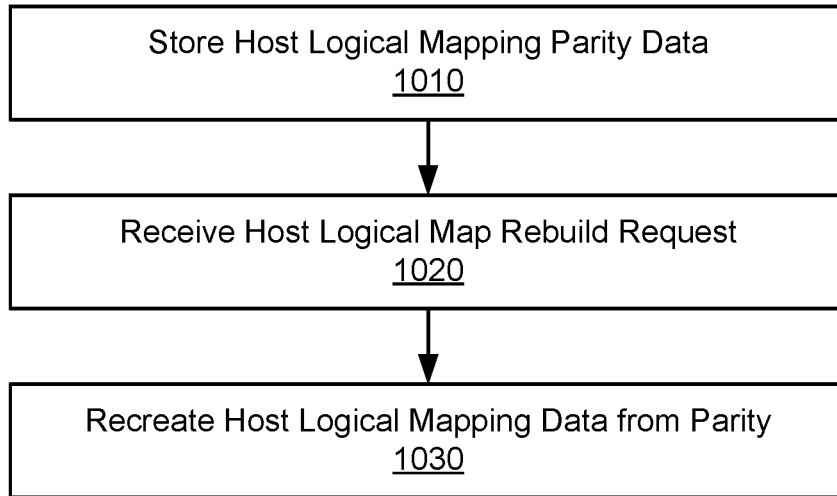 Store Host Logical Mapping Parity Data
1010
Receive Host Logical Map Rebuild Request
1020
Recreate Host Logical Mapping Data from Parity
1030